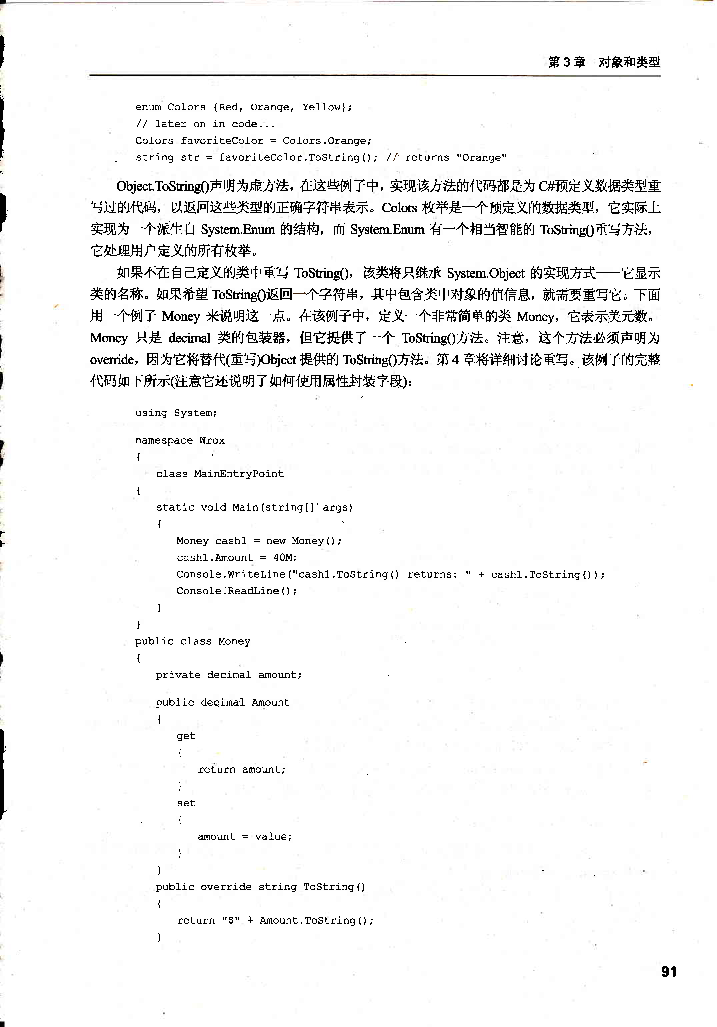 第 3 章 对象和类型
enum Colors {Red, Orange, Yellow};
// later on in code...
Colors favoriteColor = Colors.Orange;
string str = favoriteColor.ToString(); // returns "Orange"
Object.ToString()声明为虚方法，在这些例子中，实现该方法的代码都是为 C#预定义数据类型重
写过的代码，以返回这些类型的正确字符串表示。Colors 枚举是一个预定义的数据类型，它实际上
实现为一个派生自 System.Enum 的结构，而 System.Enum 有一个相当智能的 ToString()重写方法，
它处理用户定义的所有枚举。
如果不在自己定义的类中重写 ToString()，该类将只继承 System.Object 的实现方式——它显示
类的名称。如果希望 ToString()返回一个字符串，其中包含类中对象的值信息，就需要重写它。下面
用一个例子 Money 来说明这一点。在该例子中，定义一个非常简单的类 Money，它表示美元数。
Money 只是 decimal 类的包装器，但它提供了一个 ToString()方法。注意，这个方法必须声明为
override，因为它将替代(重写)Object 提供的 ToString()方法。第 4 章将详细讨论重写。该例子的完整
代码如下所示(注意它还说明了如何使用属性封装字段)：
using System;
namespace Wrox
{
class MainEntryPoint
{
static void Main(string[] args)
{
Money cash1 = new Money();
cash1.Amount = 40M;
Console.WriteLine("cash1.ToString() returns: " + cash1.ToString());
Console.ReadLine();
}
}
public class Money
{
private decimal amount;
public decimal Amount
{
get
{
return amount;
}
set
{
amount = value;
}
}
public override string ToString()
{
return "$" + Amount.ToString();
}
91